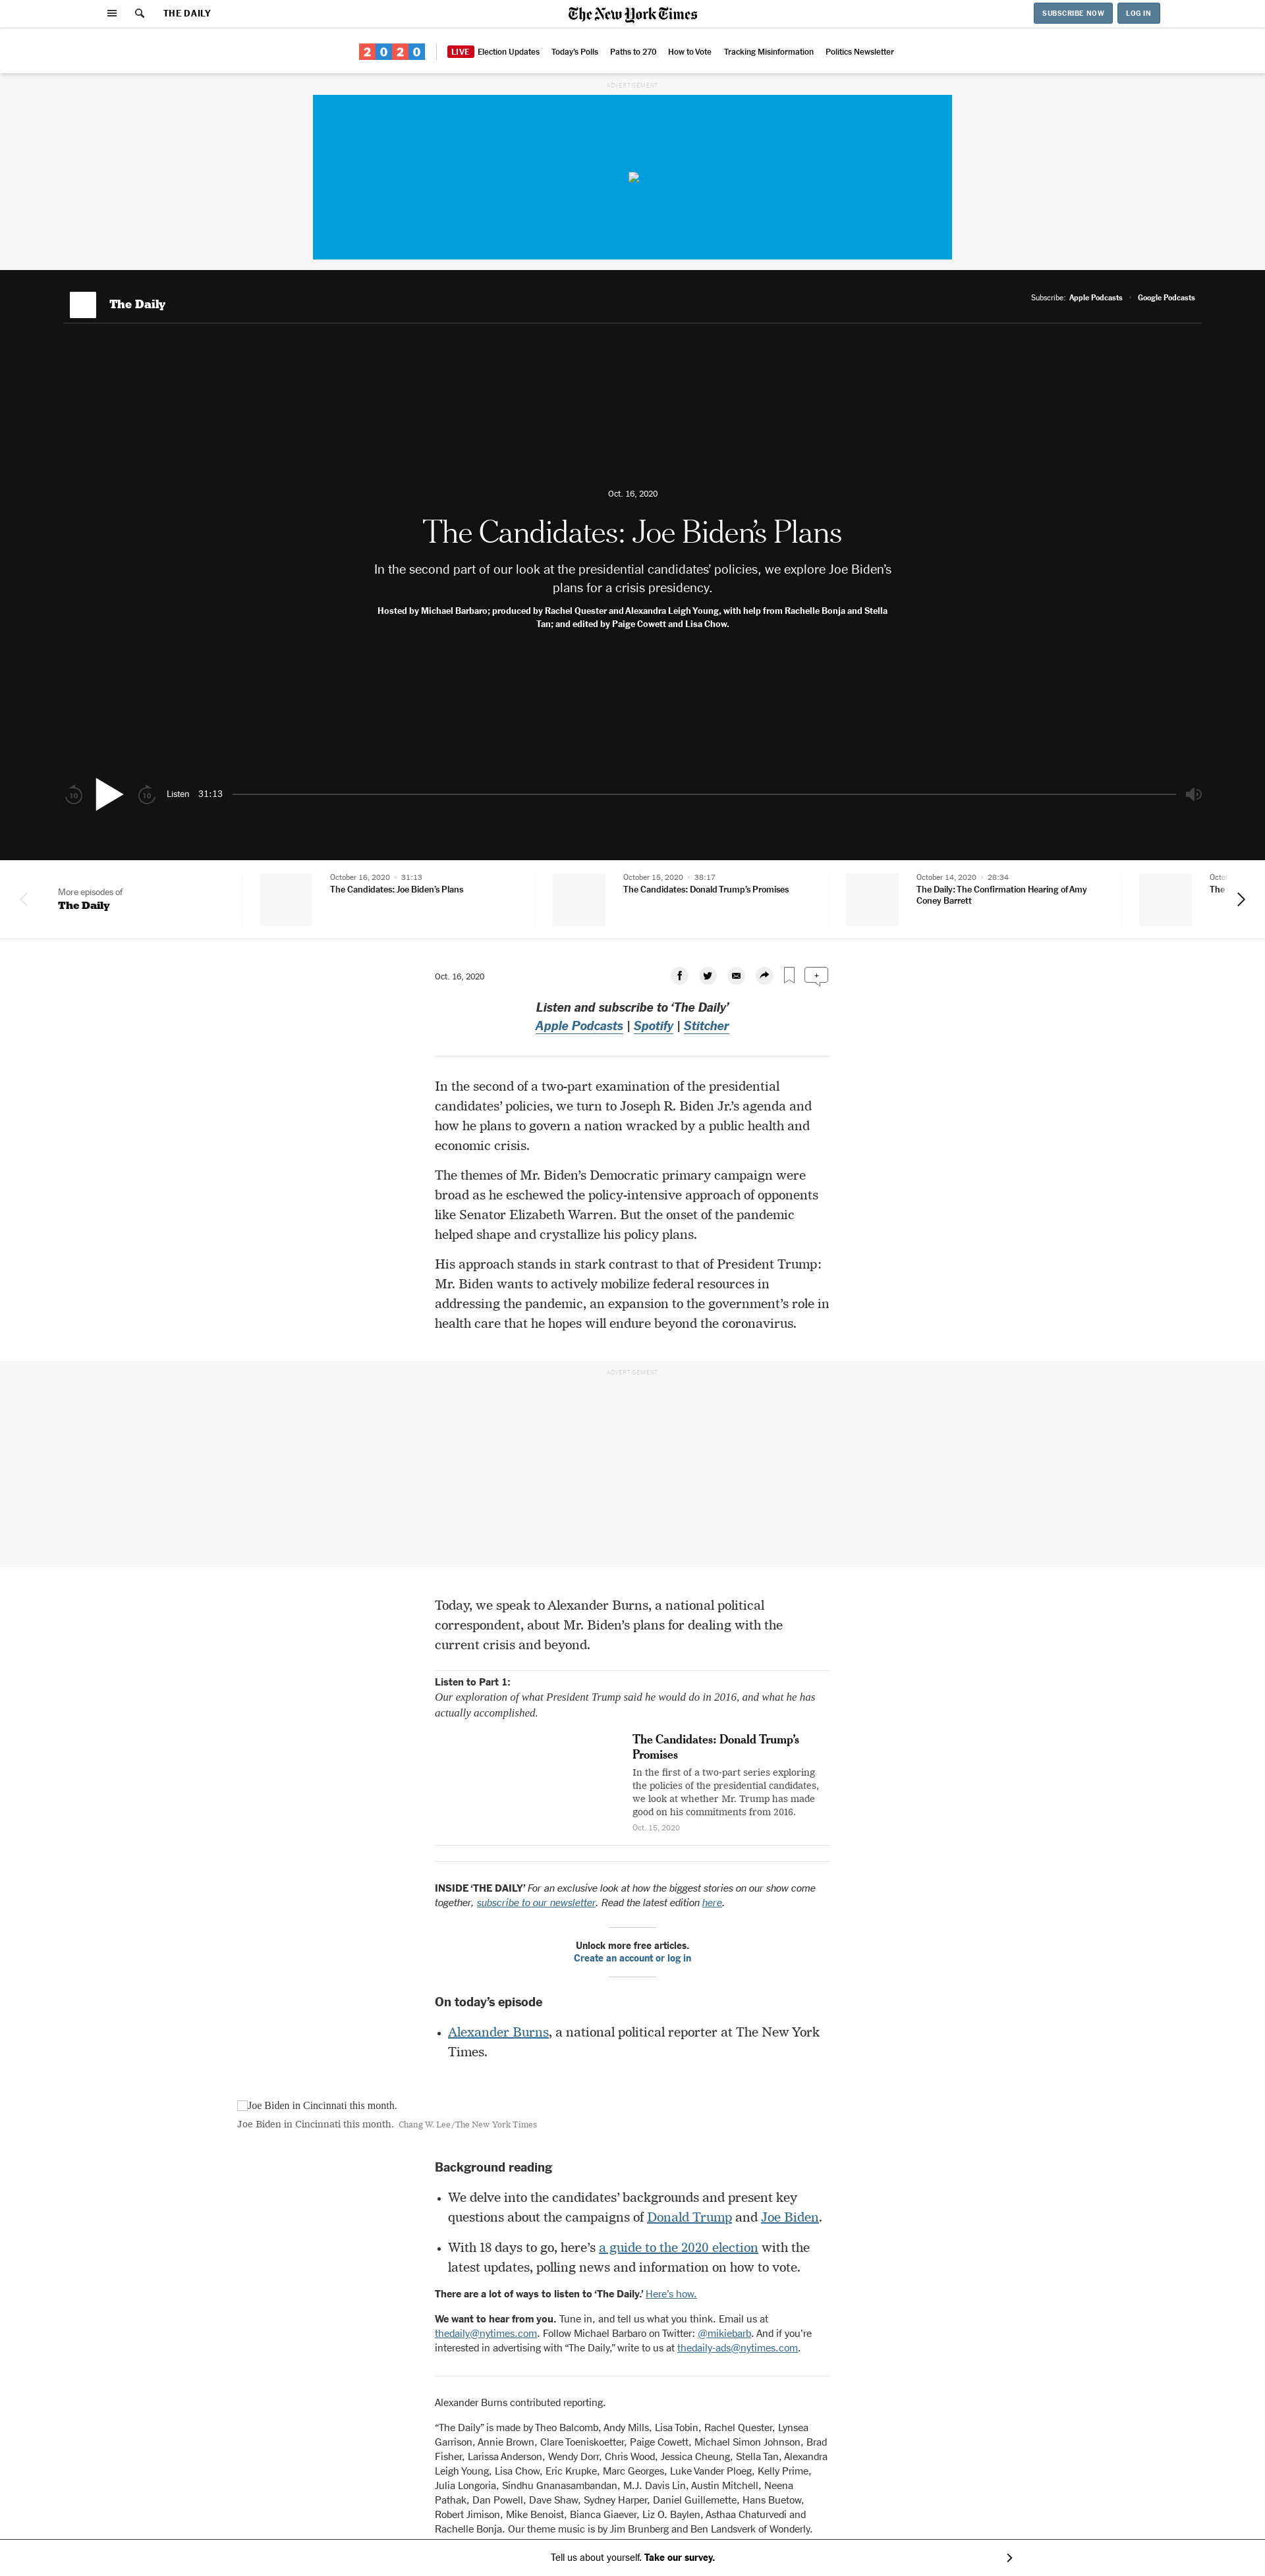 THE DAILY
The New York Times
SUBSCRIBE NOW
LOG IN
2020
LIVE Election Updates
Today's Polls
Paths to 270
How to Vote
Tracking Misinformation
Politics Newsletter
ADVERTISEMENT
The Daily
Subscribe: Apple Podcasts
Google Podcasts
Oct. 16, 2020
The Candidates: Joe Biden's Plans
In the second part of our look at the presidential candidates' policies, we explore Joe Biden's
plans for a crisis presidency.
Hosted by Michael Barbaro; produced by Rachel Quester and Alexandra Leigh Young, with help from Rachelle Bonja and Stella
Tan; and edited by Paige Cowett and Lisa Chow.
10
10
Listen 31:13
More episodes of
The Daily
October 16, 2020 • 31:13
The Candidates: Joe Biden's Plans
October 15, 2020 • 38:17
The Candidates: Donald Trump's Promises
October 14, 2020 • 28:34
The Daily: The Confirmation Hearing of Amy
Coney Barrett
The
Oct. 16, 2020
+
Listen and subscribe to 'The Daily'
Apple Podcasts | Spotify | Stitcher
In the second of a two-part examination of the presidential
candidates' policies, we turn to Joseph R. Biden Jr.'s agenda and
how he plans to govern a nation wracked by a public health and
economic crisis.
The themes of Mr. Biden's Democratic primary campaign were
broad as he eschewed the policy-intensive approach of opponents
like Senator Elizabeth Warren. But the onset of the pandemic
helped shape and crystallize his policy plans.
His approach stands in stark contrast to that of President Trump:
Mr. Biden wants to actively mobilize federal resources in
addressing the pandemic, an expansion to the government's role in
health care that he hopes will endure beyond the coronavirus.
ADVERTISEMENT
Today, we speak to Alexander Burns, a national political
correspondent, about Mr. Biden's plans for dealing with the
current crisis and beyond.
Listen to Part 1:
Our exploration of what President Trump said he would do in 2016, and what he has
actually accomplished.
The Candidates: Donald Trump's
Promises
In the first of a two-part series exploring
the policies of the presidential candidates,
we look at whether Mr. Trump has made
good on his commitments from 2016.
Oct. 15, 2020
INSIDE 'THE DAILY' For an exclusive look at how the biggest stories on our show come
together, subscribe to our newsletter. Read the latest edition here.
Unlock more free articles.
Create an account or log in
On today's episode
• Alexander Burns, a national political reporter at The New York
Times.
Joe Biden in Cincinnati this month.
Joe Biden in Cincinnati this month. Chang W. Lee/The New York Times
Background reading
• We delve into the candidates' backgrounds and present key
questions about the campaigns of Donald Trump and Joe Biden.
• With 18 days to go, here's a guide to the 2020 election with the
latest updates, polling news and information on how to vote.
There are a lot of ways to listen to 'The Daily.' Here's how.
We want to hear from you. Tune in, and tell us what you think. Email us at
thedaily@nytimes.com. Follow Michael Barbaro on Twitter: @mikiebarb. And if you're
interested in advertising with "The Daily," write to us at thedaily-ads@nytimes.com.
Alexander Burns contributed reporting.
"The Daily" is made by Theo Balcomb, Andy Mills, Lisa Tobin, Rachel Quester, Lynsea
Garrison, Annie Brown, Clare Toeniskoetter, Paige Cowett, Michael Simon Johnson, Brad
Fisher, Larissa Anderson, Wendy Dorr, Chris Wood, Jessica Cheung, Stella Tan, Alexandra
Leigh Young, Lisa Chow, Eric Krupke, Marc Georges, Luke Vander Ploeg, Kelly Prime,
Julia Longoria, Sindhu Gnanasambandan, M.J. Davis Lin, Austin Mitchell, Neena
Pathak, Dan Powell, Dave Shaw, Sydney Harper, Daniel Guillemette, Hans Buetow,
Robert Jimison, Mike Benoist, Bianca Giaever, Liz O. Baylen, Asthaa Chaturvedi and
Rachelle Bonja. Our theme music is by Jim Brunberg and Ben Landsverk of Wonderly.
Tell us about yourself. Take our survey.